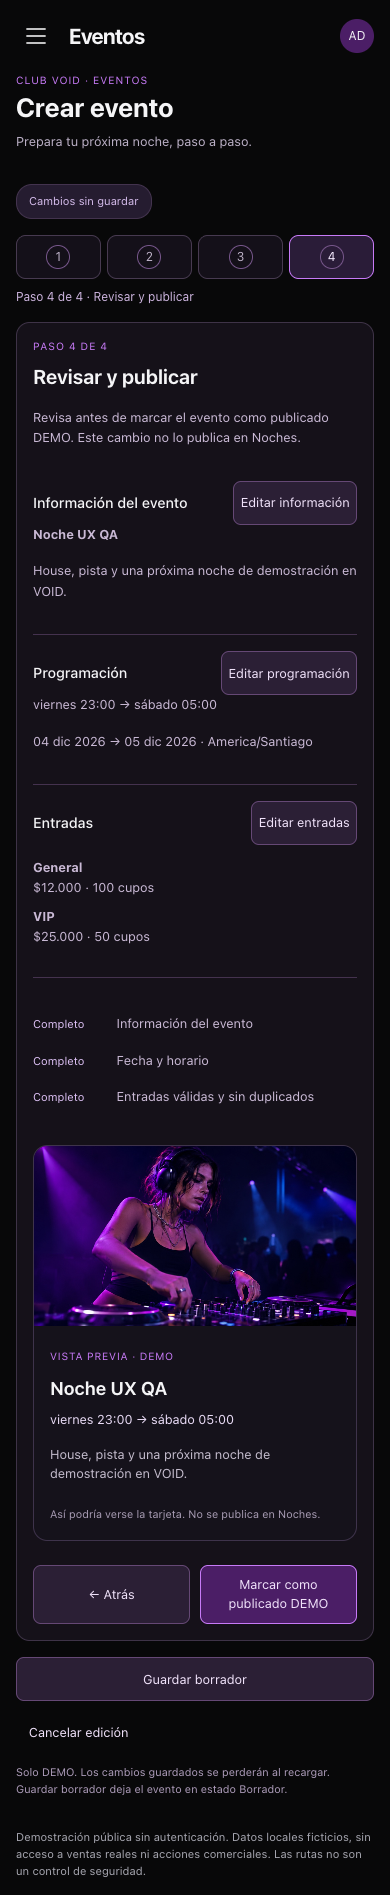 Eventos
AD
CLUB VOID · EVENTOS
Crear evento
Prepara tu próxima noche, paso a paso.
Cambios sin guardar
1
2
3
4
Paso 4 de 4 · Revisar y publicar
PASO 4 DE 4
Revisar y publicar
Revisa antes de marcar el evento como publicado
DEMO. Este cambio no lo publica en Noches.
Información del evento
Editar información
Noche UX QA
House, pista y una próxima noche de demostración en
VOID.
Programación
Editar programación
viernes 23:00 → sábado 05:00
04 dic 2026 → 05 dic 2026 · America/Santiago
Entradas
Editar entradas
General
$12.000 · 100 cupos
VIP
$25.000 · 50 cupos
Completo Información del evento
Completo Fecha y horario
Completo Entradas válidas y sin duplicados
VISTA PREVIA · DEMO
Noche UX QA
viernes 23:00 → sábado 05:00
House, pista y una próxima noche de
demostración en VOID.
Así podría verse la tarjeta. No se publica en Noches.
← Atrás
Marcar como
publicado DEMO
Guardar borrador
Cancelar edición
Solo DEMO. Los cambios guardados se perderán al recargar.
Guardar borrador deja el evento en estado Borrador.
Demostración pública sin autenticación. Datos locales ficticios, sin
acceso a ventas reales ni acciones comerciales. Las rutas no son
un control de seguridad.